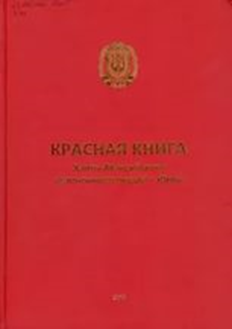 КРАСНАЯ КНИГА
Ханты-Мансийского
автономного округа – Югры